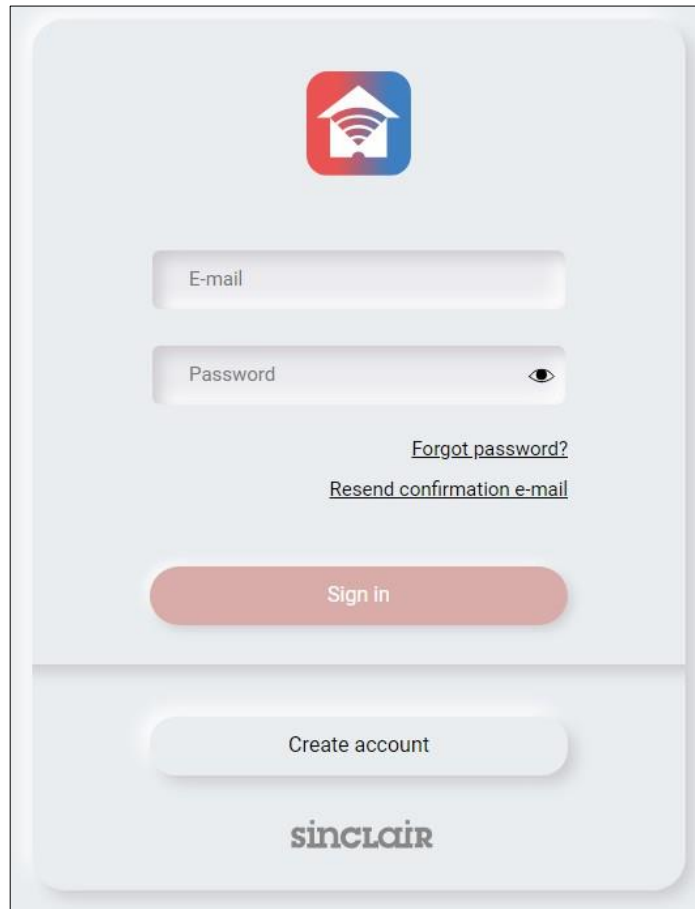 E-mail
Password
Forgot password?
Resend confirmation e-mail
Sign in
Create account
sinclair